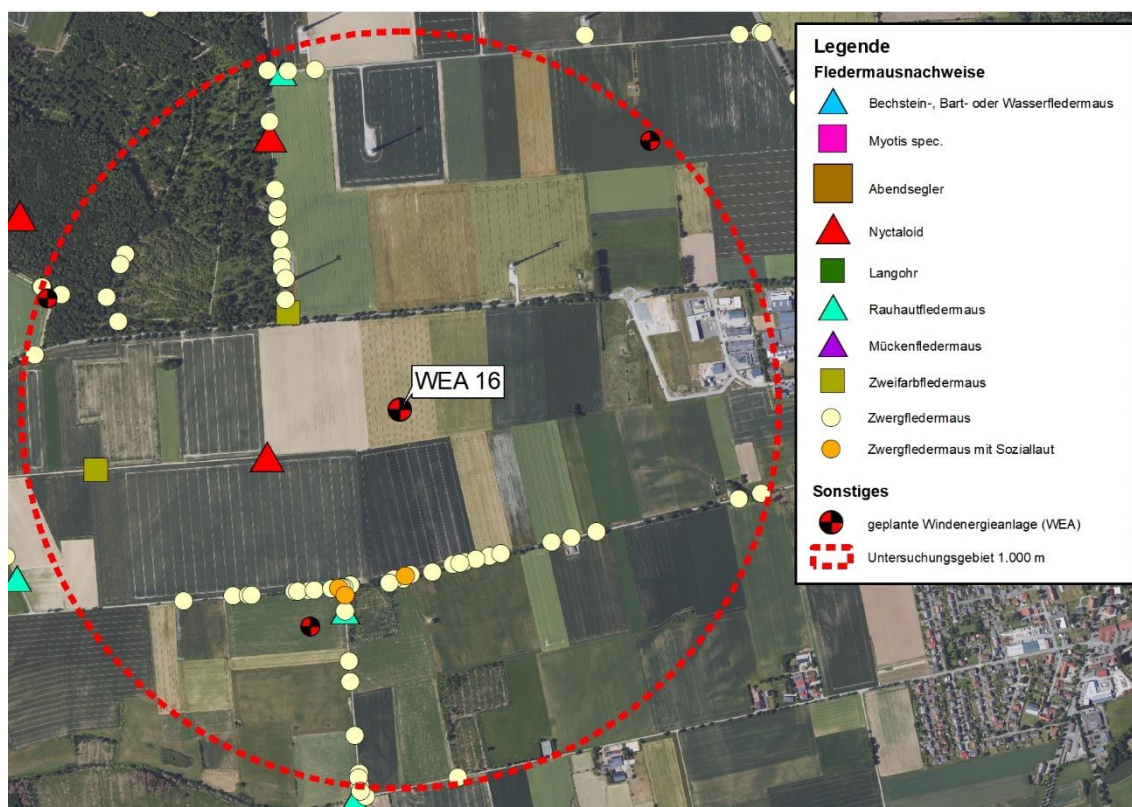 WEA 16
Legende
Fledermausnachweise
Bechstein-, Bart- oder Wasserfledermaus
Myotis spec.
Abendsegler
Nyctaloid
Langohr
Rauhautfledermaus
Mückenfledermaus
Zweifarbfledermaus
Zwergfledermaus
Zwergfledermaus mit Soziallaut
Sonstiges
geplante Windenergieanlage (WEA)
Untersuchungsgebiet 1.000 m